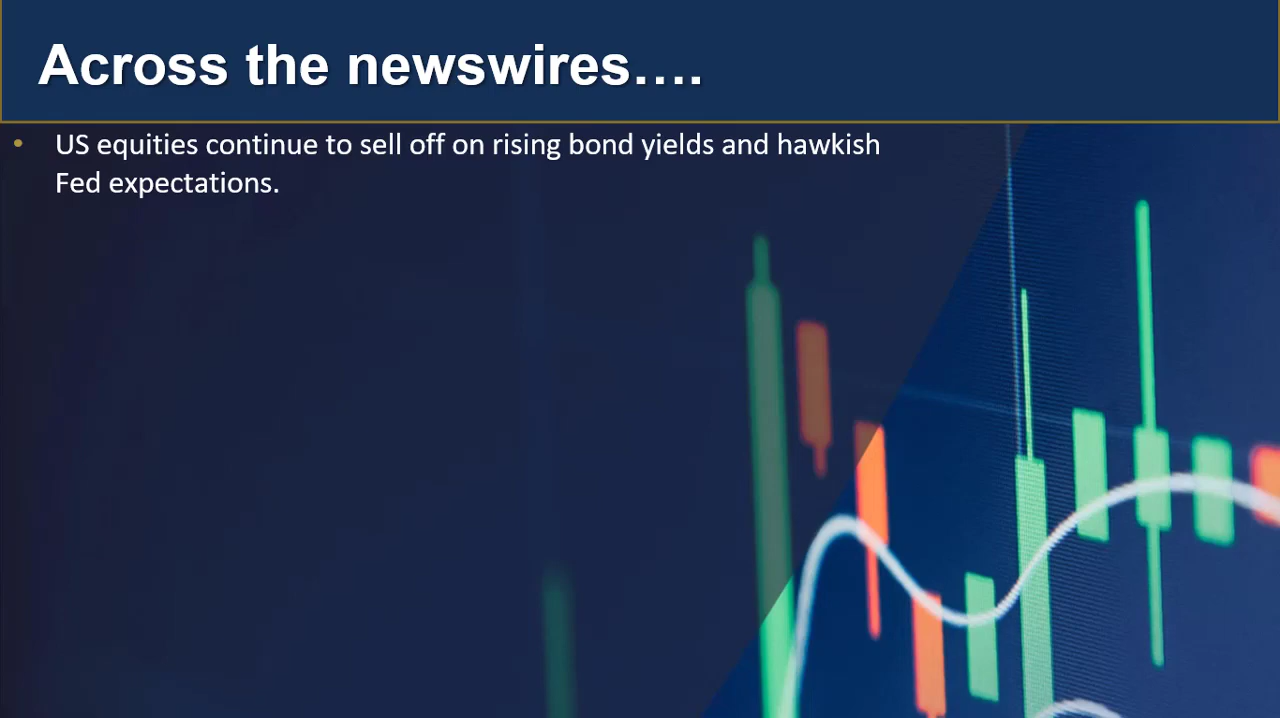 Across the newswires….
• US equities continue to sell off on rising bond yields and hawkish
Fed expectations.